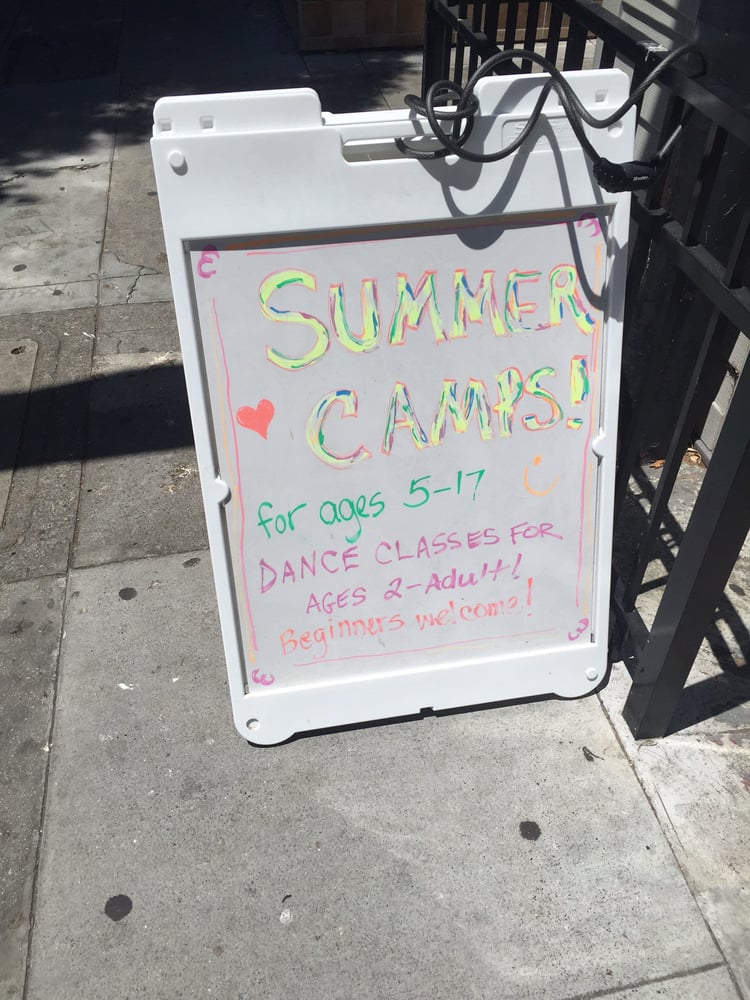 SUMMER
CAMPS!
for ages 5-17
DANCE CLASSES FOR
AGES 2-Adult!
Beginners welcome!